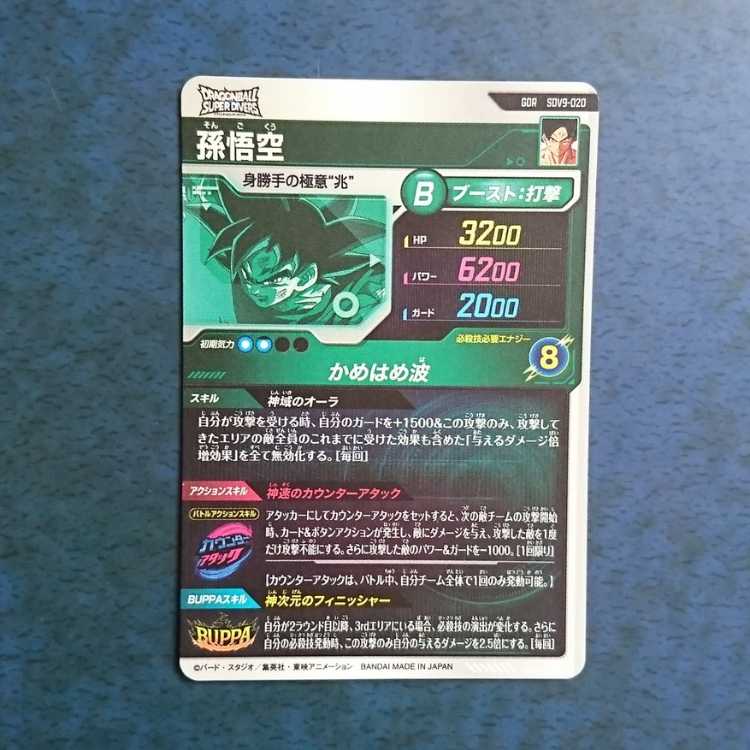 DRAGONBALL
SUPER DIVERS
GDR SDV9-020
そん ご くう
孫悟空
身勝手の極意“兆”
B ブースト:打撃
HP 3200
パワー 6200
ガード 2000
初期気力
必殺技必要エナジー
8
かめはめ波
スキル 神域のオーラ
自分が攻撃を受ける時、自分のガードを+1500&この攻撃のみ、攻撃して
きたエリアの敵全員のこれまでに受けた効果も含めた「与えるダメージ倍
増効果」を全て無効化する。[毎回]
アクションスキル 神速のカウンターアタック
バトルアクションスキル
カウンター
アタック
アタッカーにしてカウンターアタックをセットすると、次の敵チームの攻撃開始
時、カード&ボタンアクションが発生し、敵にダメージを与え、攻撃した敵を1度
だけ攻撃不能にする。さらに攻撃した敵のパワー&ガードを-1000。[1回限り]
[カウンターアタックは、バトル中、自分チーム全体で1回のみ発動可能。]
BUPPAスキル 神次元のフィニッシャー
BUPPA
自分が2ラウンド目以降、3rdエリアにいる場合、必殺技の演出が変化する。さらに
自分の必殺技発動時、この攻撃のみ自分の与えるダメージを2.5倍にする。[毎回]
©バード・スタジオ/集英社・東映アニメーション BANDAI MADE IN JAPAN